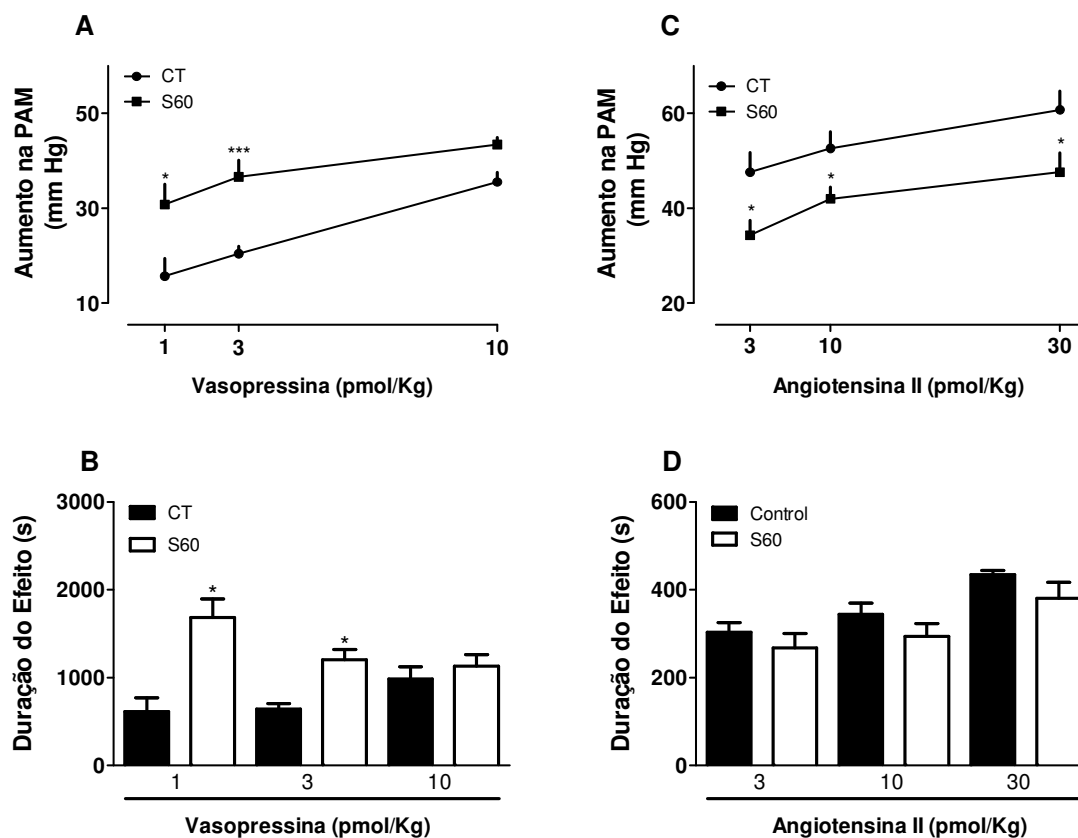 A
Aumento na PAM
(mm Hg)
CT
S60
50
30
10
*
***
1
3
10
Vasopressina (pmol/Kg)
C
Aumento na PAM
(mm Hg)
CT
S60
60
40
20
*
*
*
3
10
30
Angiotensina II (pmol/Kg)
B
Duração do Efeito (s)
CT
S60
3000
2000
1000
0
*
*
1
3
10
Vasopressina (pmol/Kg)
D
Duração do Efeito (s)
Control
S60
600
400
200
0
3
10
30
Angiotensina II (pmol/Kg)